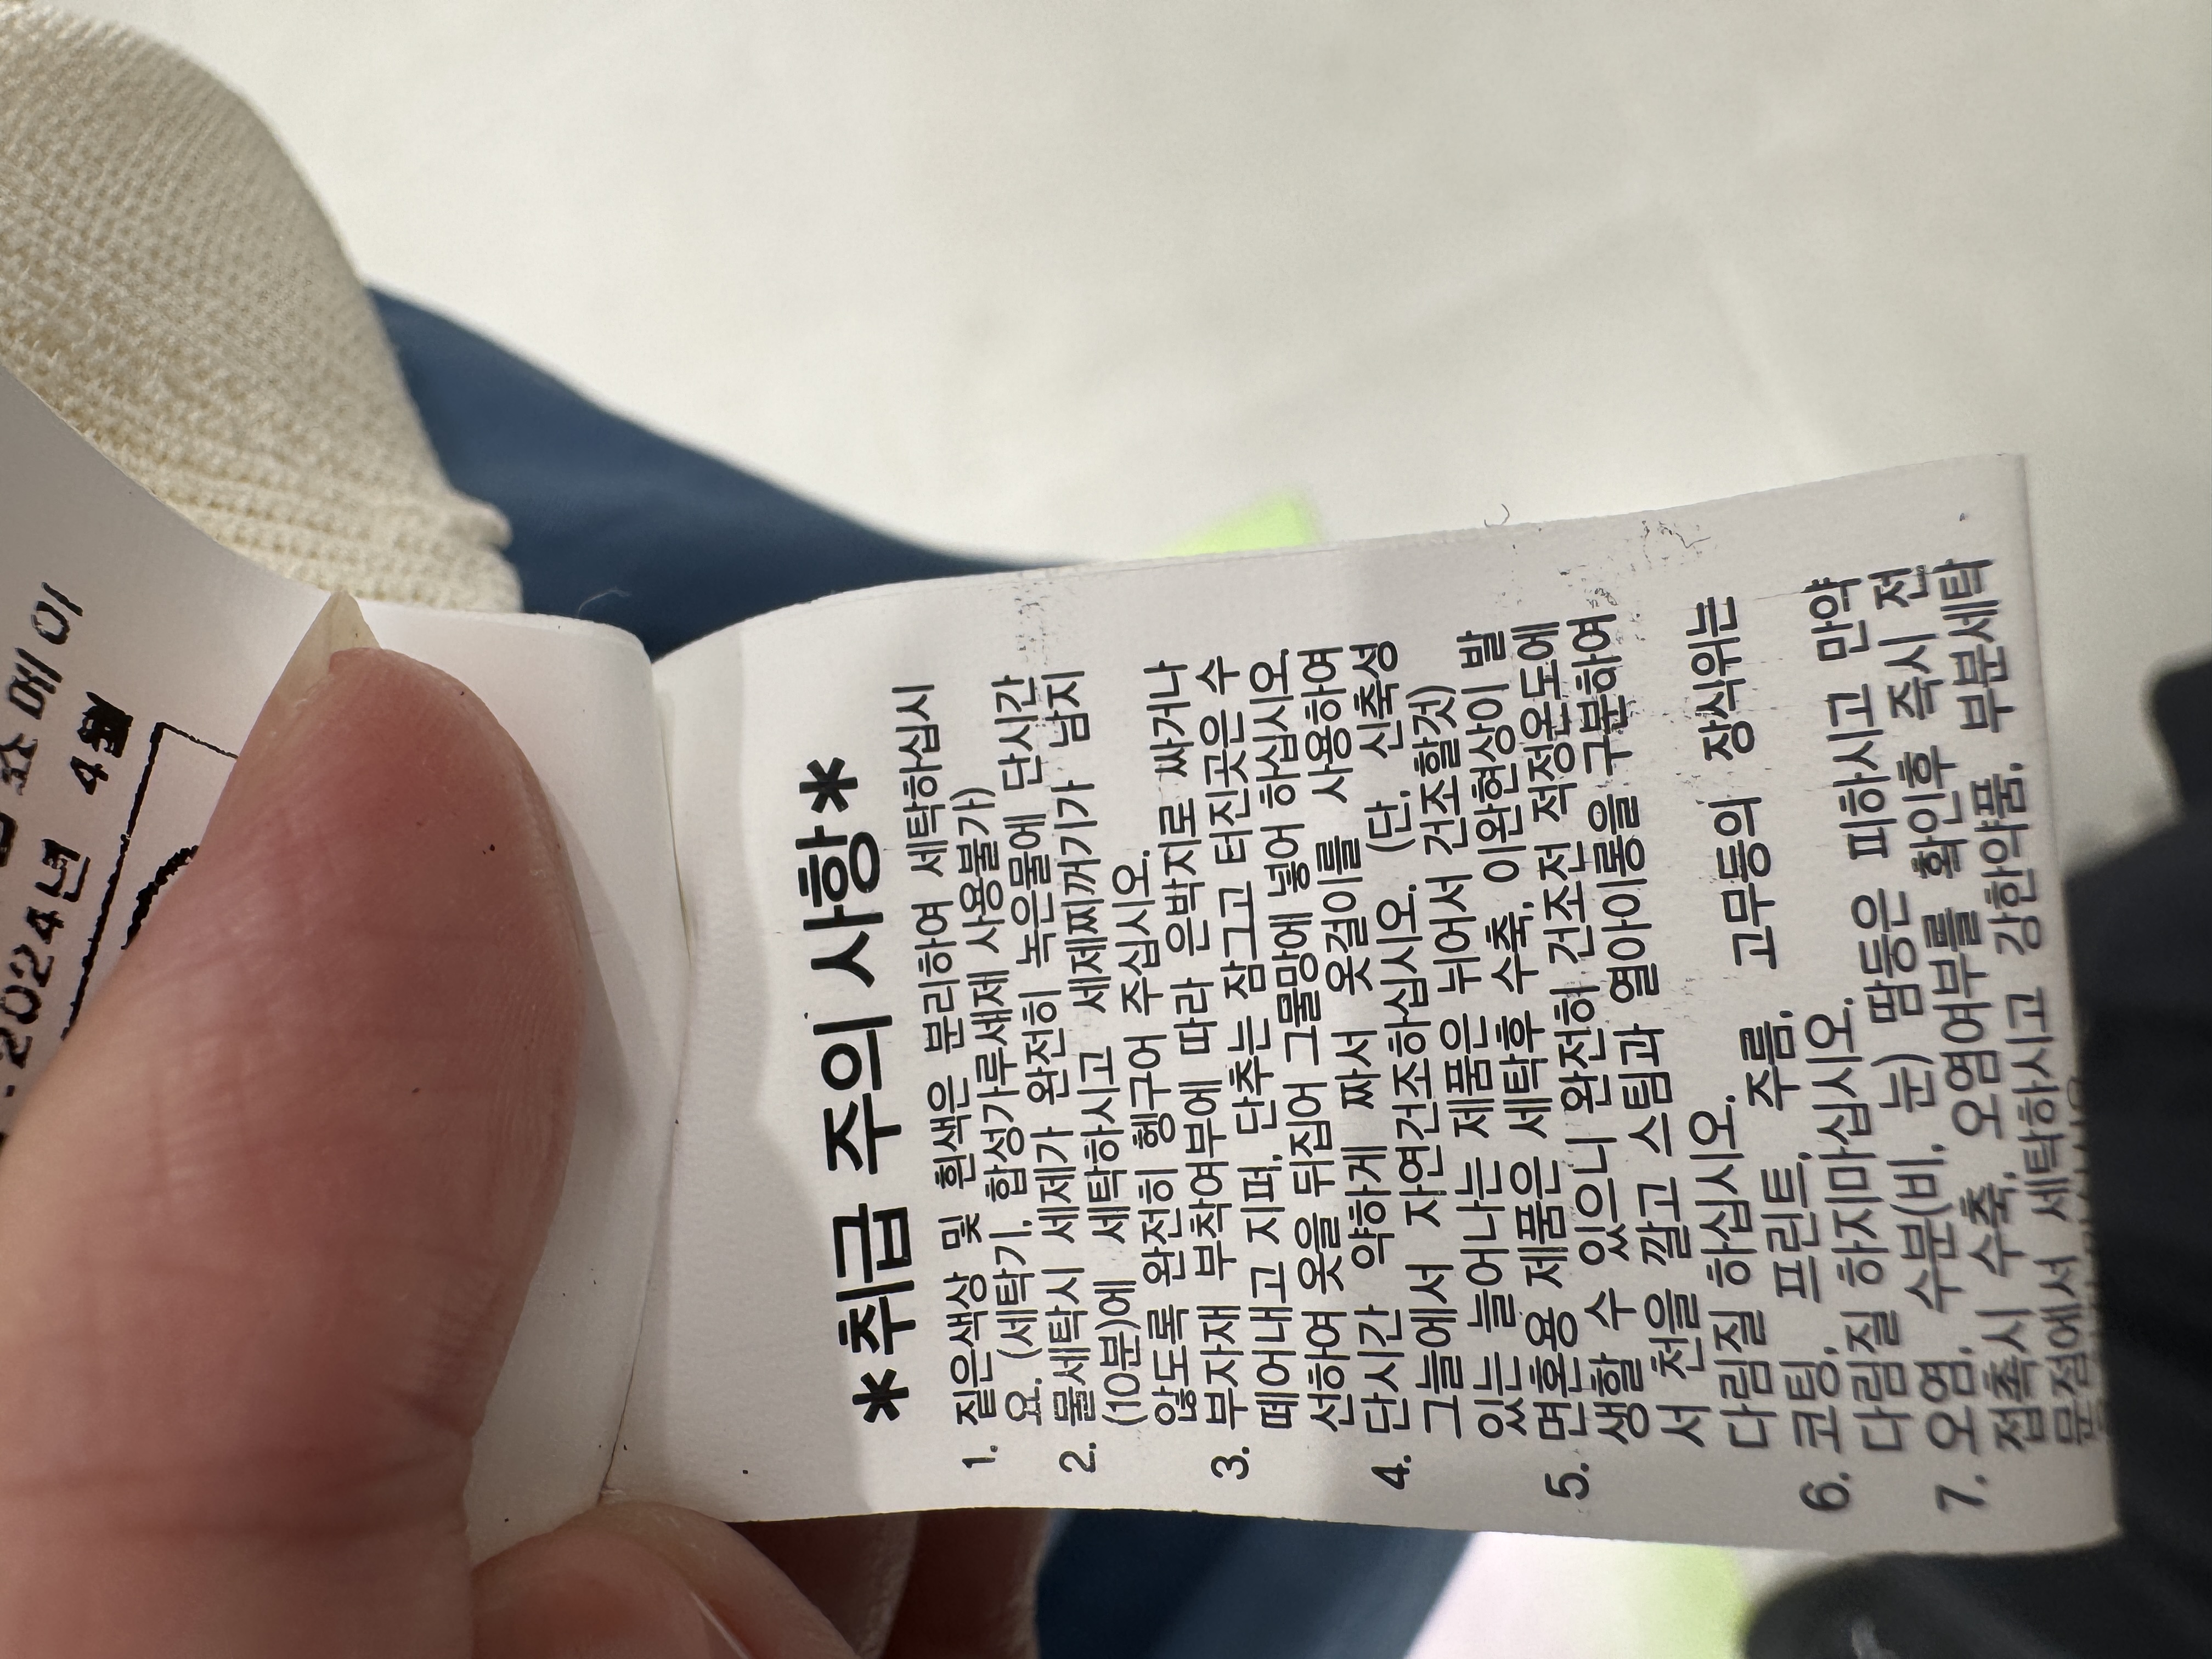 쇼메이
2024년 4월
*취급 주의 사항*
1. 짙은색상 및 흰색은 분리하여 세탁하십시
요. (세탁기, 합성가루세제 사용불가)
2. 물세탁시 세제가 완전히 녹은물에 단시간
(10분)에 세탁하시고 세제찌꺼기가 남지
않도록 완전히 헹구어 주십시오.
3. 부자재 부착여부에 따라 은박지로 싸거나
떼어내고 지퍼, 단추는 잠그고 터진곳은 수
선하여 옷을 뒤집어 그물망에 넣어 하십시오.
4. 단시간 약하게 짜서 옷걸이를 사용하여
그늘에서 자연건조하십시오. (단, 신축성
있는 늘어나는 제품은 뉘어서 건조할것)
5. 면혼용 제품은 세탁후 수축, 이완현상이 발
생할 수 있으니 완전히 건조전 적정온도에
서 천을 깔고 스팀과 열아이롱을 구분하여
다림질 하십시오.
6. 코팅, 프린트, 주름, 고무등의 장식위는
다림질 하지마십시오.
7. 오염, 수분(비, 눈) 땀등은 피하시고 만약
접촉시 수축, 오염여부를 확인후 즉시 전
문점에서 세탁하시고 강한약품, 부분세탁